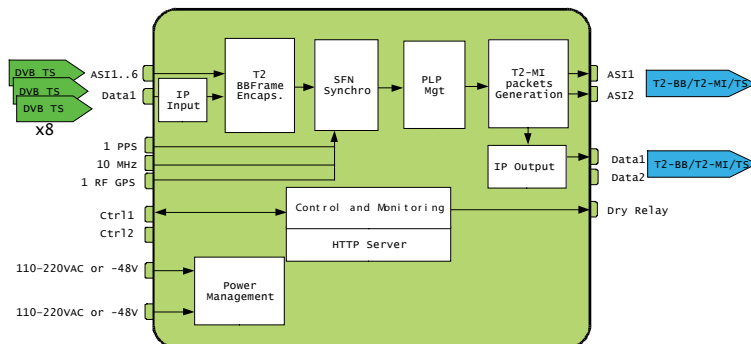 DVB TS
DVB TS
DVB TS
x8
ASI1..6
Data1
1 PPS
10 MHz
1 RF GPS
Ctrl1
Ctrl2
110-220VAC or -48V
110-220VAC or -48V
IP
Input
T2
BBFrame
Encaps.
SFN
Synchro
PLP
Mgt
T2-MI
packets
Generation
IP Output
Control and Monitoring
HTTP Server
Power
Management
ASI1
ASI2
Data1
Data2
Dry Relay
T2-BB/T2-MI/TS
T2-BB/T2-MI/TS